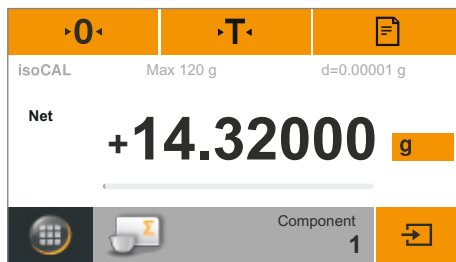 0 T
isoCAL Max 120 g d=0.00001 g
Net
+14.32000 g
Σ
Component
1